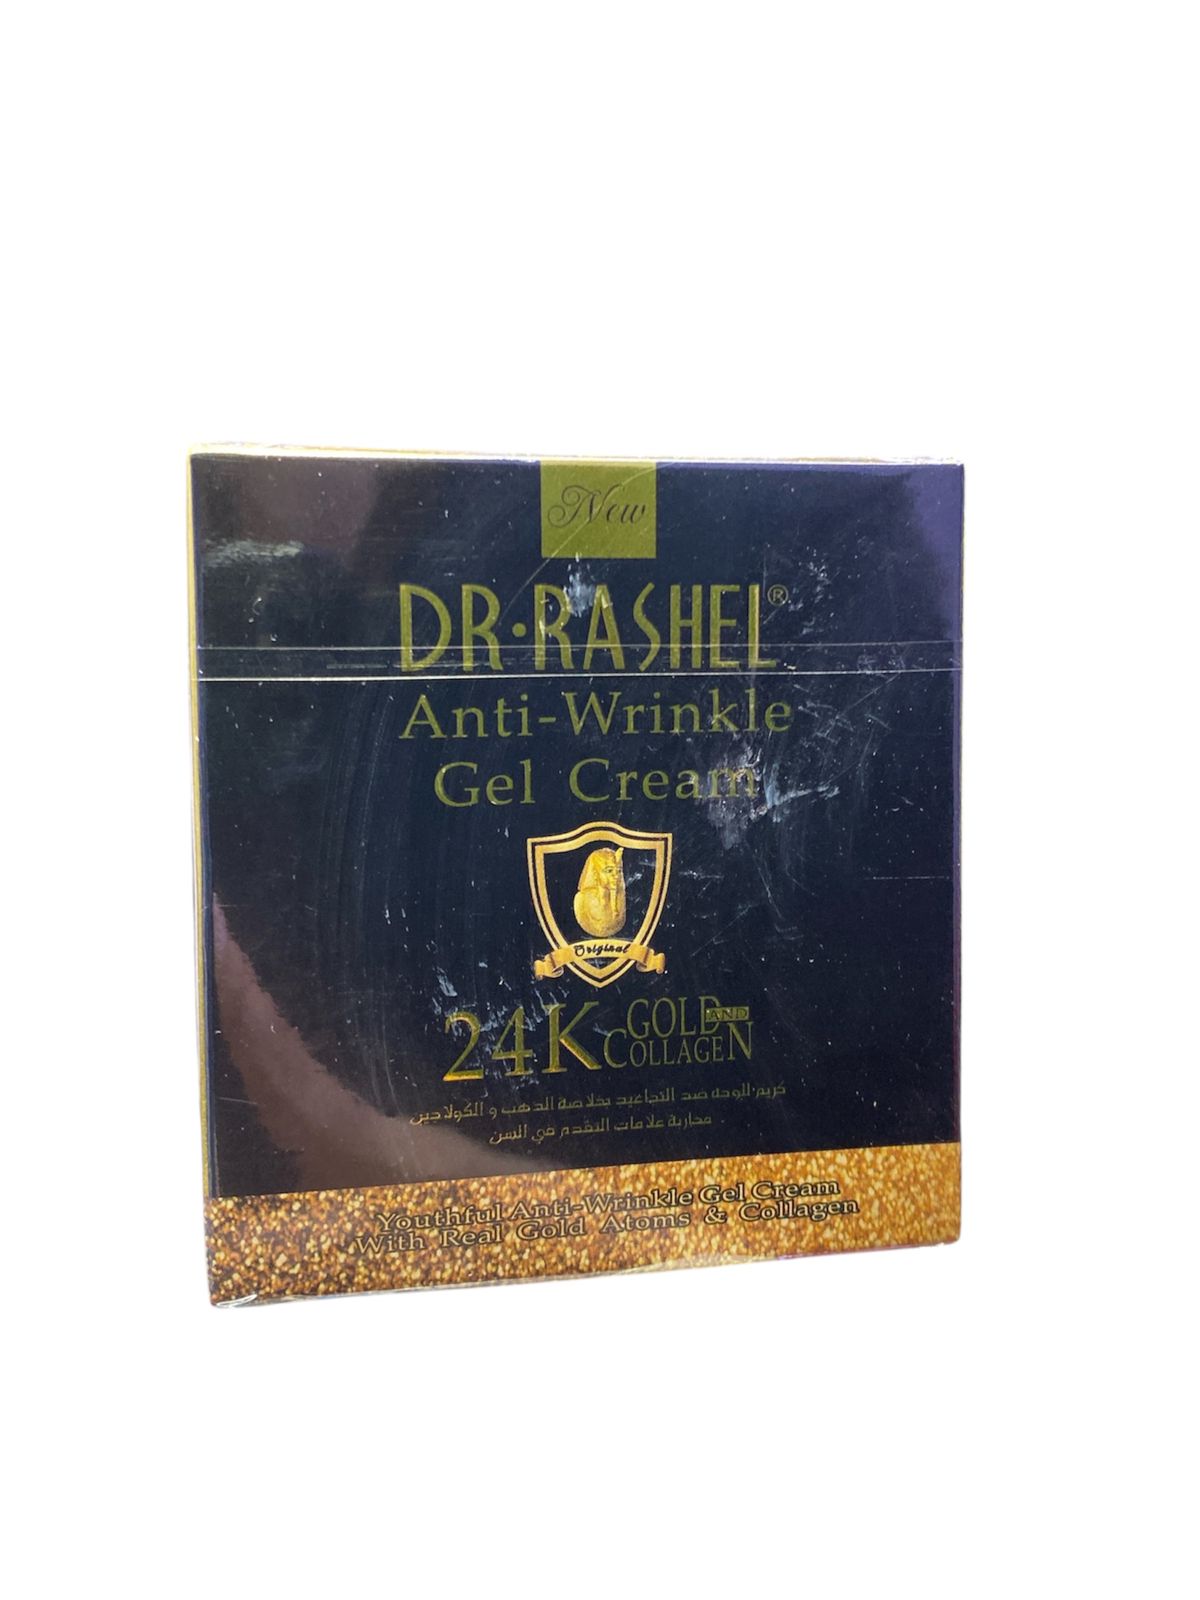 New
DR·RASHEL®
Anti-Wrinkle
Gel Cream
Original
24K GOLD AND COLLAGEN
كريم للوجه ضد التجاعيد بخلاصة الذهب و الكولاجين
محاربة علامات التقدم في السن
Youthful Anti-Wrinkle Gel Cream
With Real Gold Atoms & Collagen